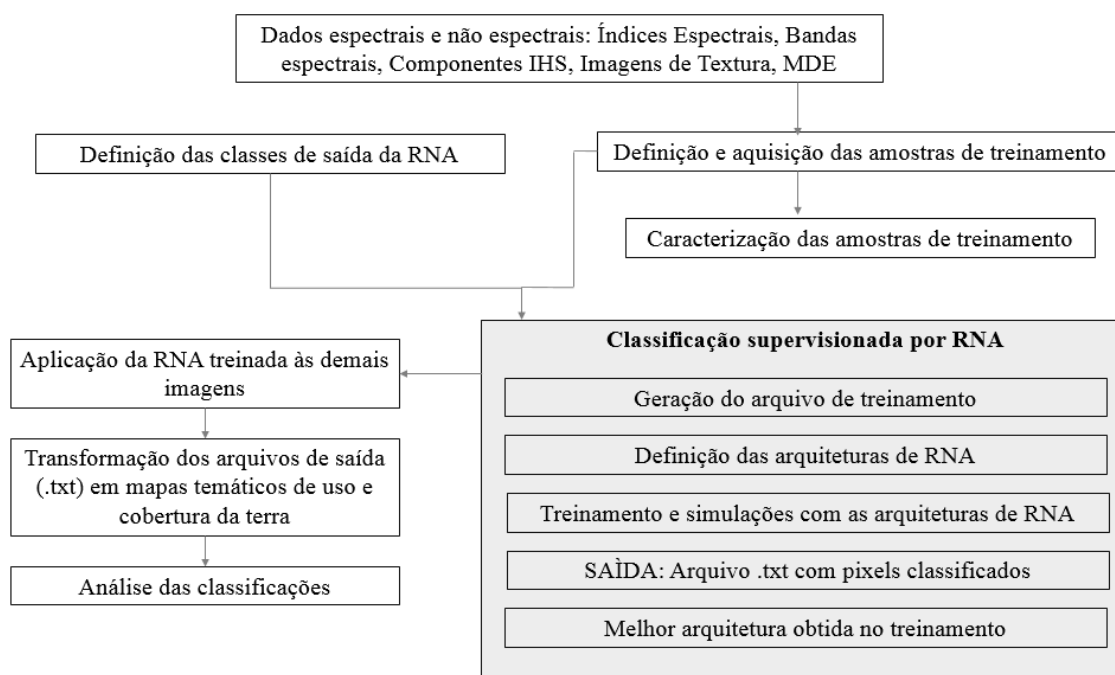 Dados espectrais e não espectrais: Índices Espectrais, Bandas
espectrais, Componentes IHS, Imagens de Textura, MDE
Definição das classes de saída da RNA
Definição e aquisição das amostras de treinamento
Caracterização das amostras de treinamento
Classificação supervisionada por RNA
Geração do arquivo de treinamento
Definição das arquiteturas de RNA
Treinamento e simulações com as arquiteturas de RNA
SAÌDA: Arquivo .txt com pixels classificados
Melhor arquitetura obtida no treinamento
Aplicação da RNA treinada às demais
imagens
Transformação dos arquivos de saída
(.txt) em mapas temáticos de uso e
cobertura da terra
Análise das classificações